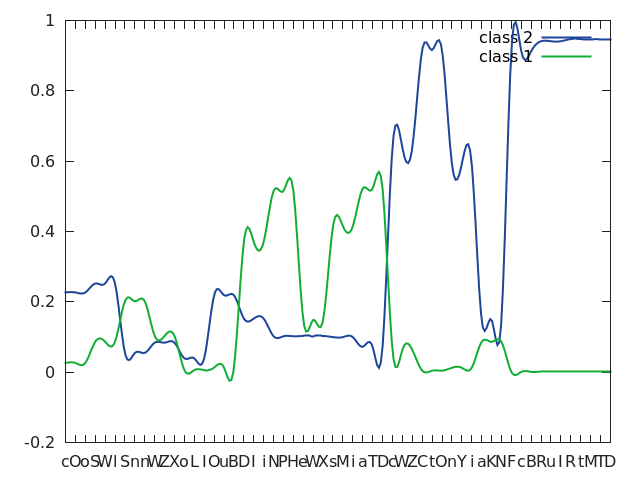 1
class 2
class 1
0.8
0.6
0.4
0.2
0
-0.2
cOoSWISnnWZXoLIOuBDIiNPHeWXsMiaTDcWZCtOnYiaKNFcBRuIRtMTD